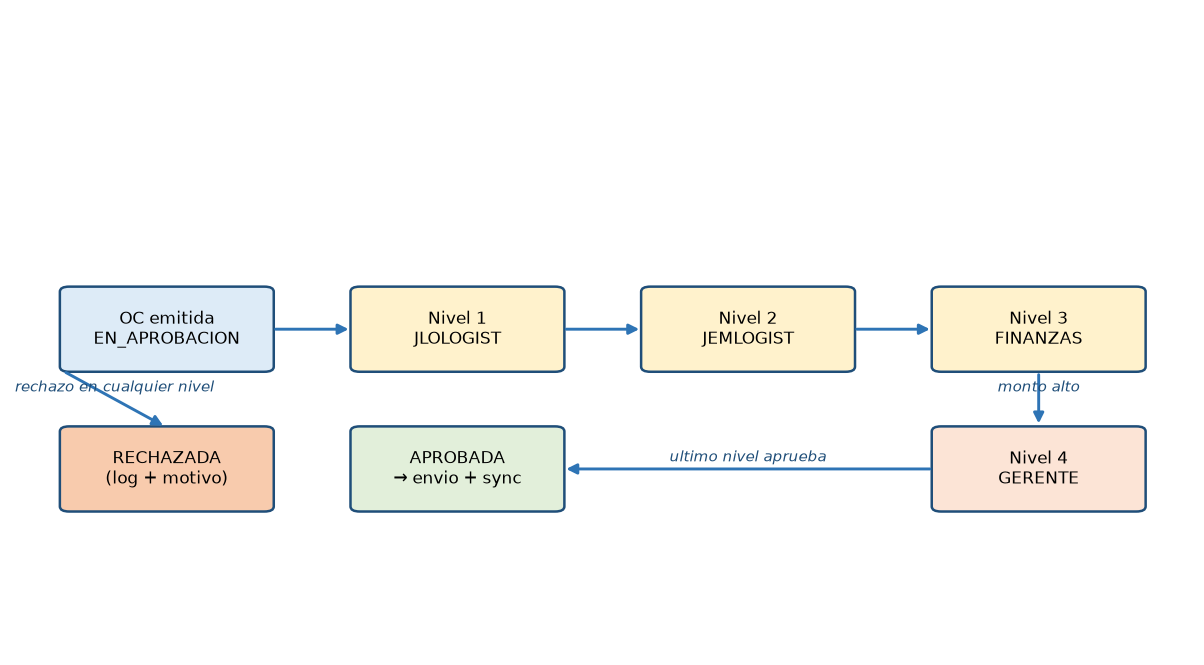 OC emitida
EN_APROBACION
Nivel 1
JLOLOGIST
Nivel 2
JEMLOGIST
Nivel 3
FINANZAS
rechazo en cualquier nivel
monto alto
RECHAZADA
(log + motivo)
APROBADA
→ envio + sync
ultimo nivel aprueba
Nivel 4
GERENTE